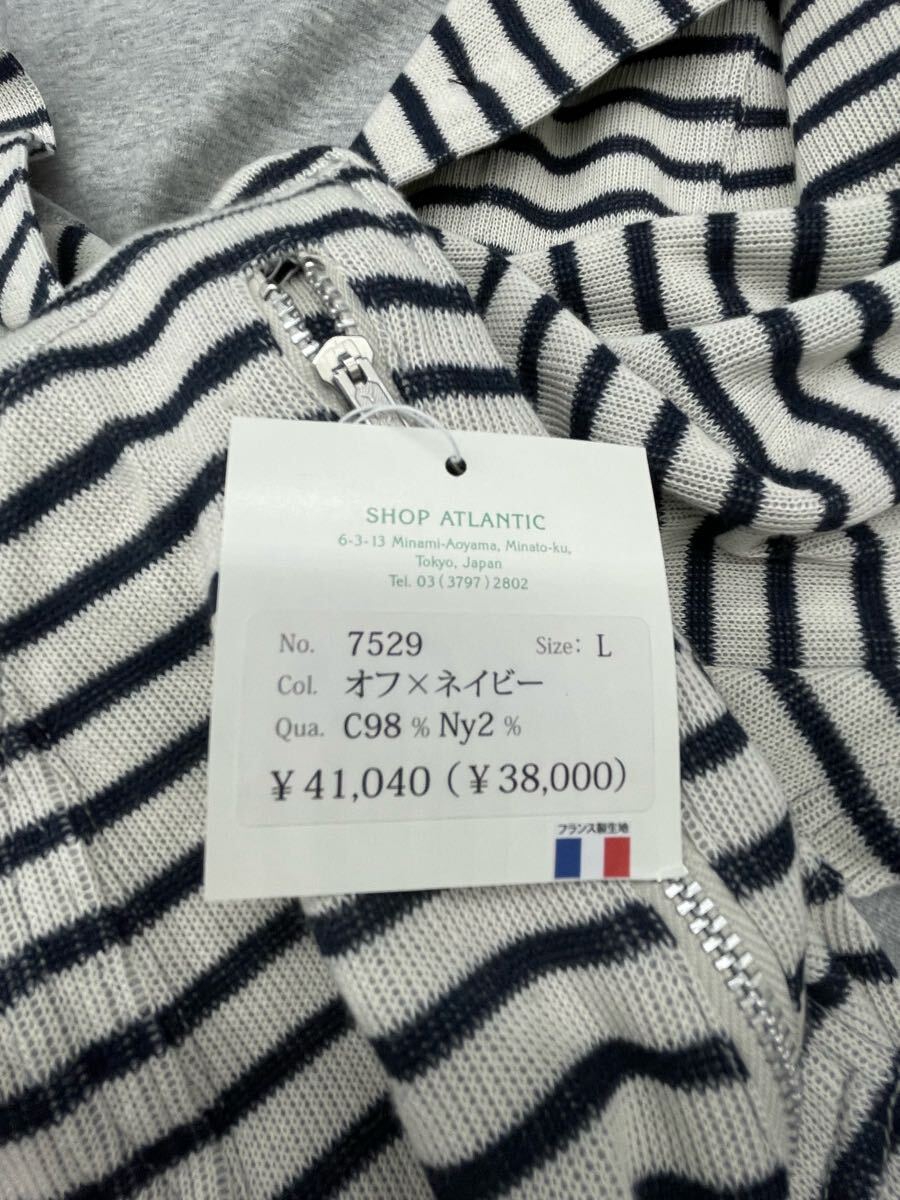 SHOP ATLANTIC
6-3-13 Minami-Aoyama, Minato-ku,
Tokyo, Japan
Tel. 03(3797)2802
No. 7529 Size: L
Col. オフ×ネイビー
Qua. C98 % Ny2 %
¥41,040 (¥38,000)
フランス製生地